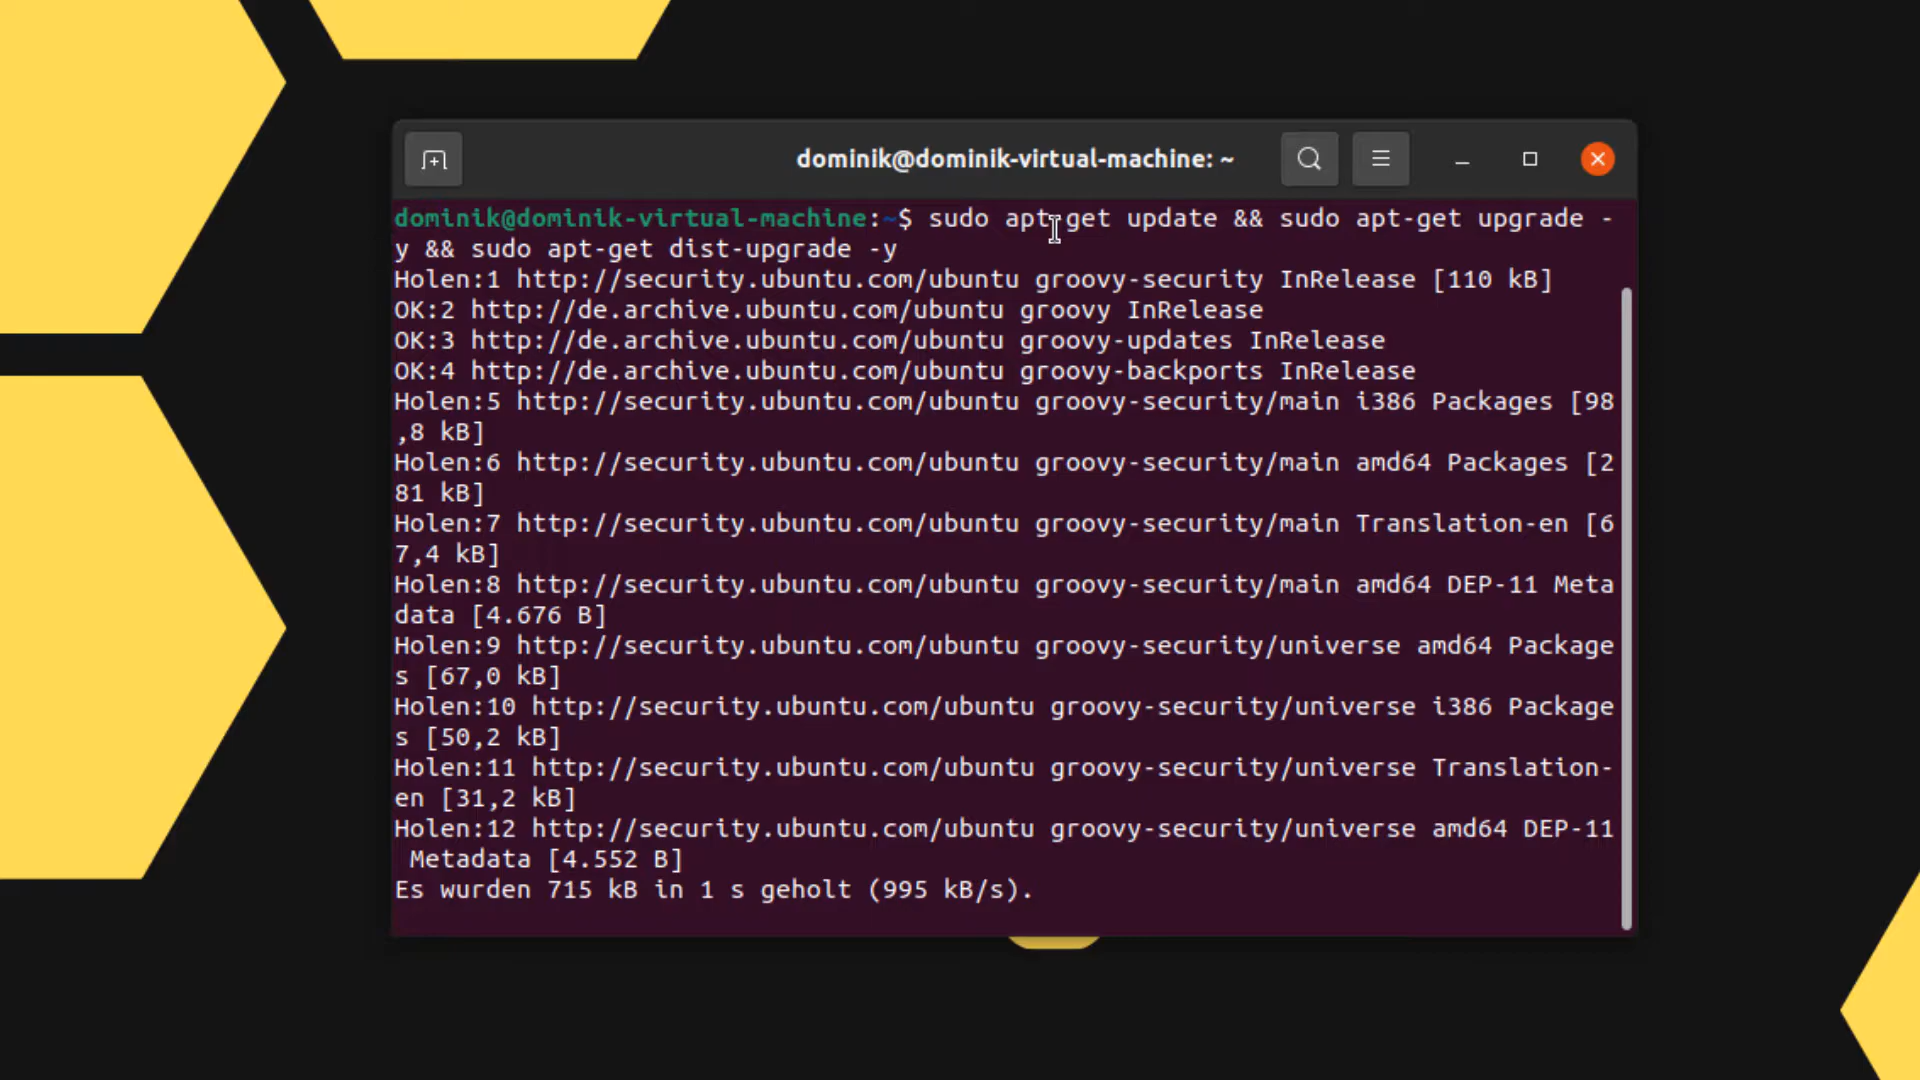 dominik@dominik-virtual-machine: ~
dominik@dominik-virtual-machine:~$ sudo apt-get update && sudo apt-get upgrade -
y && sudo apt-get dist-upgrade -y
Holen:1 http://security.ubuntu.com/ubuntu groovy-security InRelease [110 kB]
OK:2 http://de.archive.ubuntu.com/ubuntu groovy InRelease
OK:3 http://de.archive.ubuntu.com/ubuntu groovy-updates InRelease
OK:4 http://de.archive.ubuntu.com/ubuntu groovy-backports InRelease
Holen:5 http://security.ubuntu.com/ubuntu groovy-security/main i386 Packages [98
,8 kB]
Holen:6 http://security.ubuntu.com/ubuntu groovy-security/main amd64 Packages [2
81 kB]
Holen:7 http://security.ubuntu.com/ubuntu groovy-security/main Translation-en [6
7,4 kB]
Holen:8 http://security.ubuntu.com/ubuntu groovy-security/main amd64 DEP-11 Meta
data [4.676 B]
Holen:9 http://security.ubuntu.com/ubuntu groovy-security/universe amd64 Package
s [67,0 kB]
Holen:10 http://security.ubuntu.com/ubuntu groovy-security/universe i386 Package
s [50,2 kB]
Holen:11 http://security.ubuntu.com/ubuntu groovy-security/universe Translation-
en [31,2 kB]
Holen:12 http://security.ubuntu.com/ubuntu groovy-security/universe amd64 DEP-11
 Metadata [4.552 B]
Es wurden 715 kB in 1 s geholt (995 kB/s).